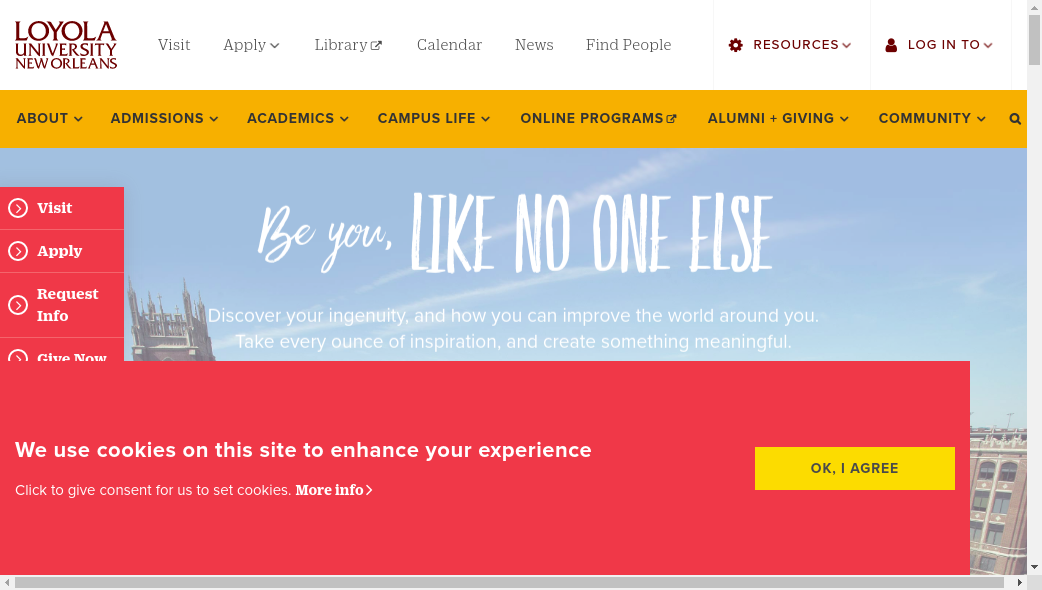 LOYOLA
UNIVERSITY
NEW ORLEANS
Visit
Apply
Library
Calendar
News
Find People
RESOURCES
LOG IN TO
ABOUT
ADMISSIONS
ACADEMICS
CAMPUS LIFE
ONLINE PROGRAMS
ALUMNI + GIVING
COMMUNITY
Visit
Apply
Request
Info
Give Now
Be you, LIKE NO ONE ELSE
Discover your ingenuity, and how you can improve the world around you.
Take every ounce of inspiration, and create something meaningful.
We use cookies on this site to enhance your experience
Click to give consent for us to set cookies. More info
OK, I AGREE